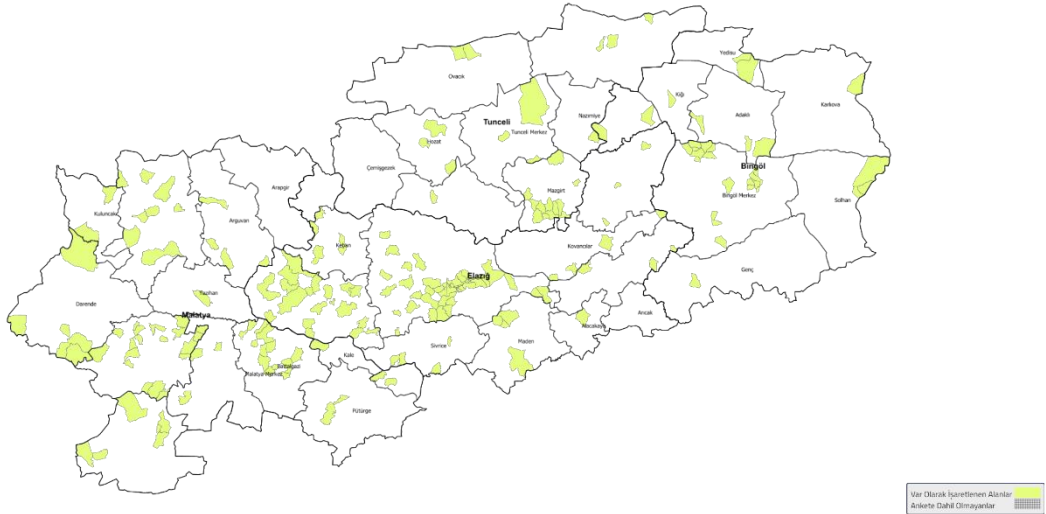 Yedisu
Ovacık
Karlıova
Kiğı
Adaklı
Tunceli
Nazımiye
Tunceli Merkez
Hozat
Bingöl
Çemişgezek
Arapgir
Mazgirt
Bingöl Merkez
Solhan
Kuluncak
Arguvan
Keban
Kovancılar
Genç
Elazığ
Yazıhan
Darende
Malatya
Arıcak
Alacakaya
Sivrice
Maden
Kale
Battalgazi
Malatya Merkez
Pütürge
Var Olarak İşaretlenen Alanlar
Ankete Dahil Olmayanlar